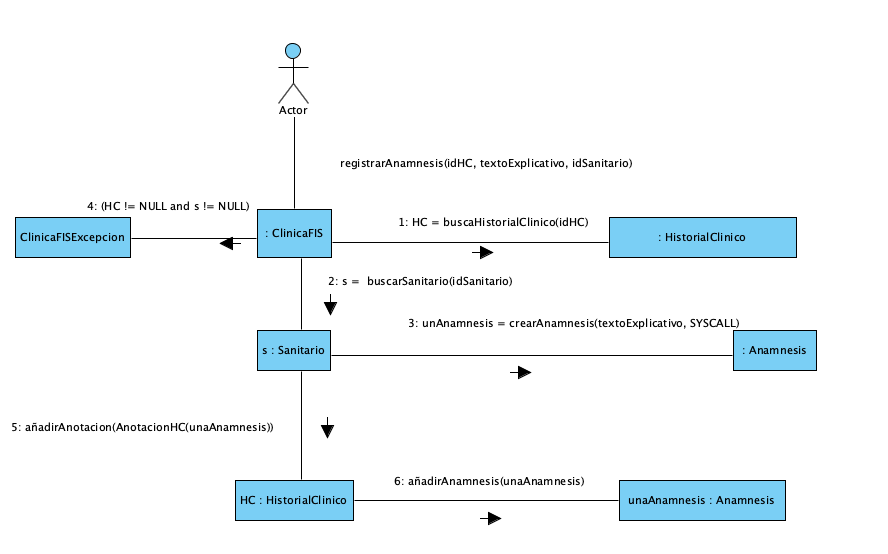 Actor
registrarAnamnesis(idHC, textoExplicativo, idSanitario)
4: (HC != NULL and s != NULL)
ClinicaFISExcepcion
: ClinicaFIS
1: HC = buscaHistorialClinico(idHC)
: HistorialClinico
2: s =  buscarSanitario(idSanitario)
3: unAnamnesis = crearAnamnesis(textoExplicativo, SYSCALL)
s : Sanitario
: Anamnesis
5: añadirAnotacion(AnotacionHC(unaAnamnesis))
6: añadirAnamnesis(unaAnamnesis)
HC : HistorialClinico
unaAnamnesis : Anamnesis